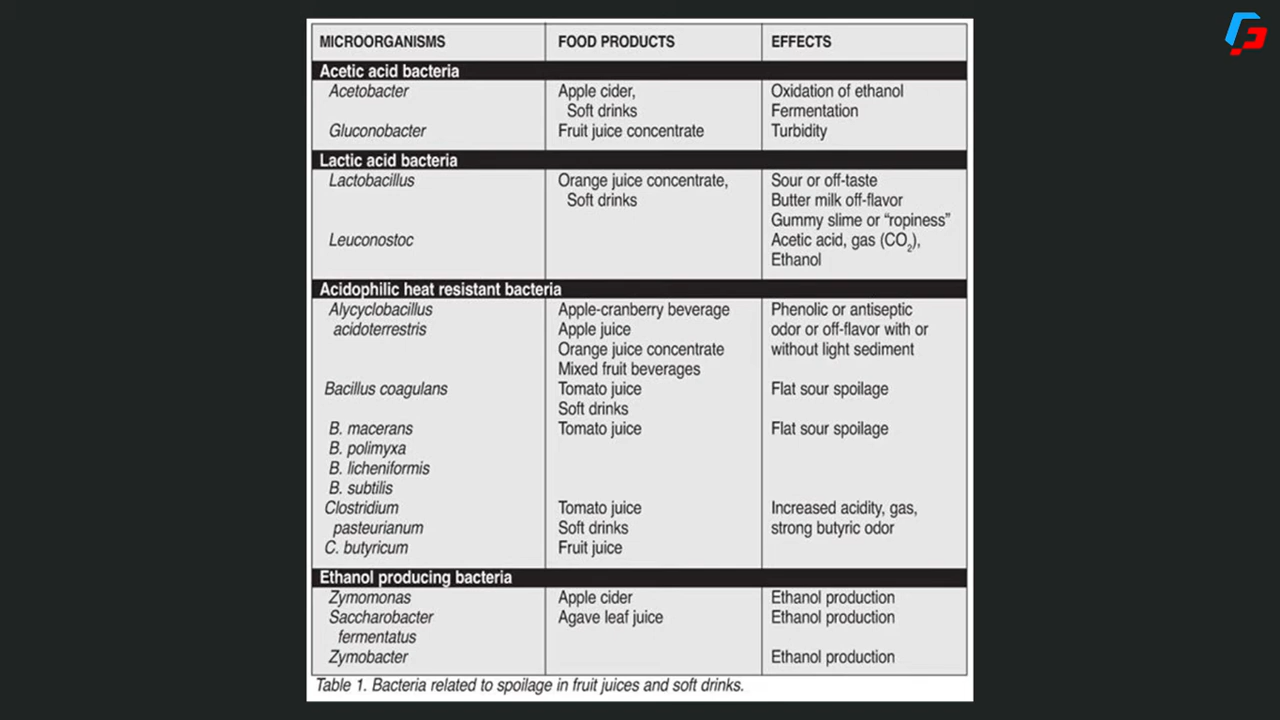 MICROORGANISMS FOOD PRODUCTS EFFECTS
Acetic acid bacteria
Acetobacter Apple cider, Oxidation of ethanol
Soft drinks Fermentation
Gluconobacter Fruit juice concentrate Turbidity
Lactic acid bacteria
Lactobacillus Orange juice concentrate, Sour or off-taste
Soft drinks Butter milk off-flavor
Gummy slime or “ropiness”
Leuconostoc Acetic acid, gas (CO₂),
Ethanol
Acidophilic heat resistant bacteria
Alycyclobacillus Apple-cranberry beverage Phenolic or antiseptic
acidoterrestris Apple juice odor or off-flavor with or
Orange juice concentrate without light sediment
Mixed fruit beverages
Bacillus coagulans Tomato juice Flat sour spoilage
Soft drinks
B. macerans Tomato juice Flat sour spoilage
B. polimyxa
B. licheniformis
B. subtilis
Clostridium Tomato juice Increased acidity, gas,
pasteurianum Soft drinks strong butyric odor
C. butyricum Fruit juice
Ethanol producing bacteria
Zymomonas Apple cider Ethanol production
Saccharobacter Agave leaf juice Ethanol production
fermentatus
Zymobacter Ethanol production
Table 1. Bacteria related to spoilage in fruit juices and soft drinks.